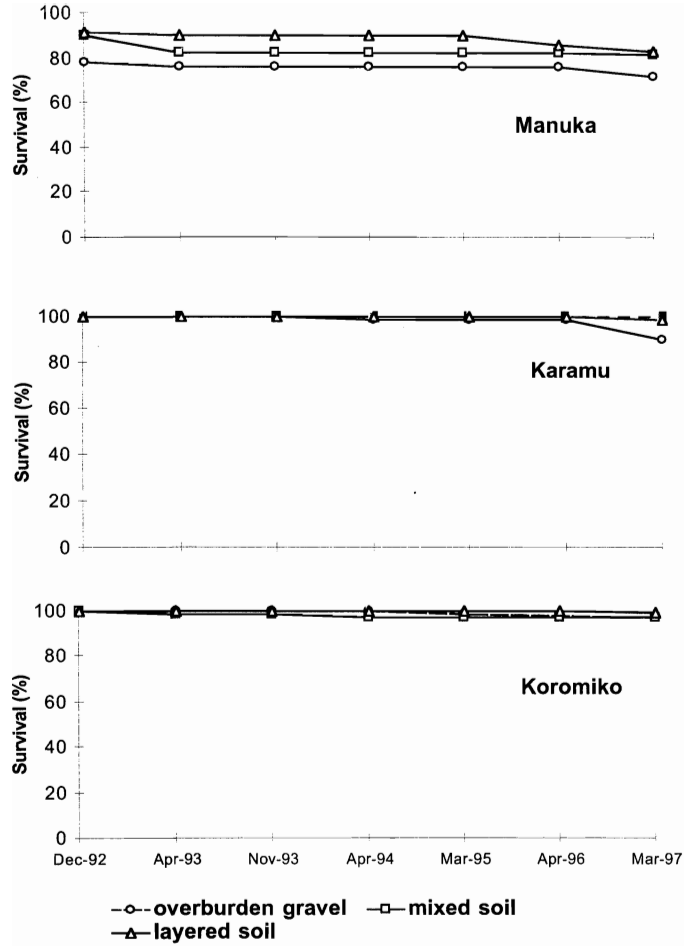 100
80
60
40
20
0
Survival (%)
Manuka
100
80
60
40
20
0
Survival (%)
Karamu
100
80
60
40
20
0
Survival (%)
Koromiko
Dec-92 Apr-93 Nov-93 Apr-94 Mar-95 Apr-96 Mar-97
overburden gravel mixed soil
layered soil